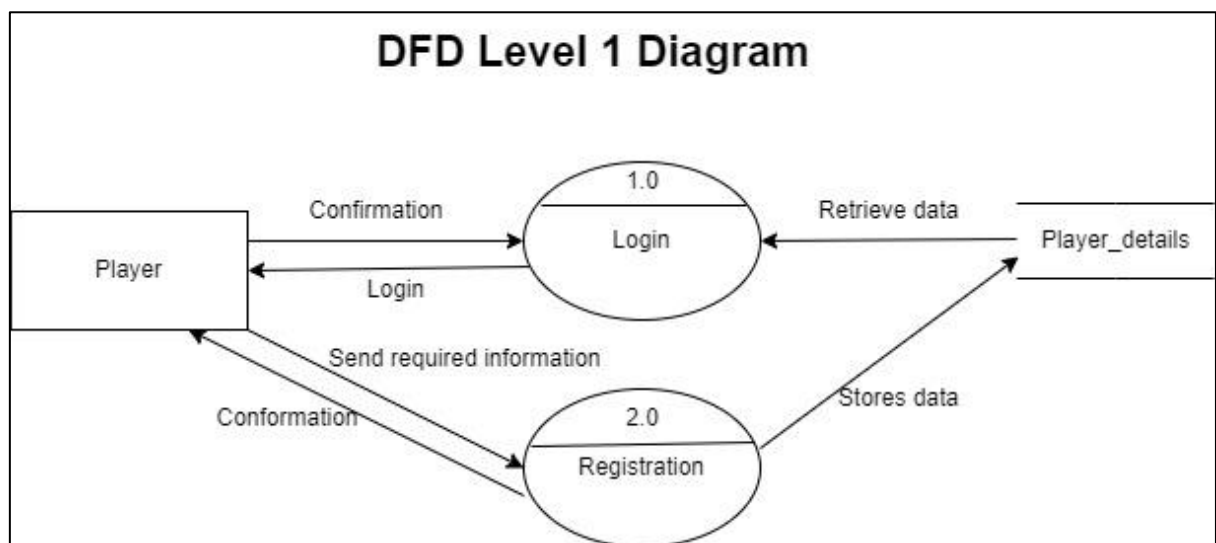 DFD Level 1 Diagram
1.0
Confirmation
Retrieve data
Login
Player_details
Player
Login
Send required information
Conformation
Stores data
2.0
Registration